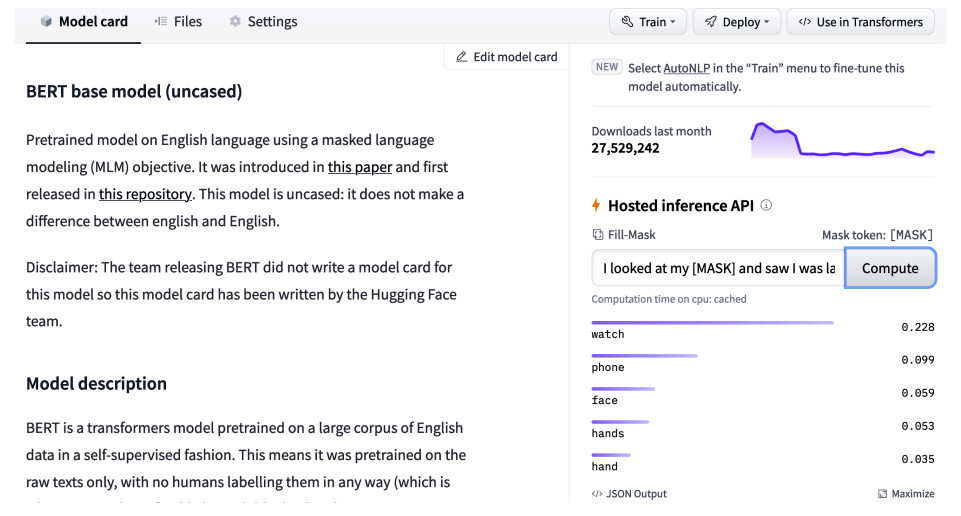 Model card
Files
Settings
Train
Deploy
</> Use in Transformers
Edit model card
BERT base model (uncased)
Pretrained model on English language using a masked language
modeling (MLM) objective. It was introduced in this paper and first
released in this repository. This model is uncased: it does not make a
difference between english and English.
Disclaimer: The team releasing BERT did not write a model card for
this model so this model card has been written by the Hugging Face
team.
Model description
BERT is a transformers model pretrained on a large corpus of English
data in a self-supervised fashion. This means it was pretrained on the
raw texts only, with no humans labelling them in any way (which is
NEW Select AutoNLP in the “Train” menu to fine-tune this
model automatically.
Downloads last month
27,529,242
Hosted inference API
Fill-Mask
Mask token: [MASK]
I looked at my [MASK] and saw I was la
Compute
Computation time on cpu: cached
watch 0.228
phone 0.099
face 0.059
hands 0.053
hand 0.035
</> JSON Output
Maximize